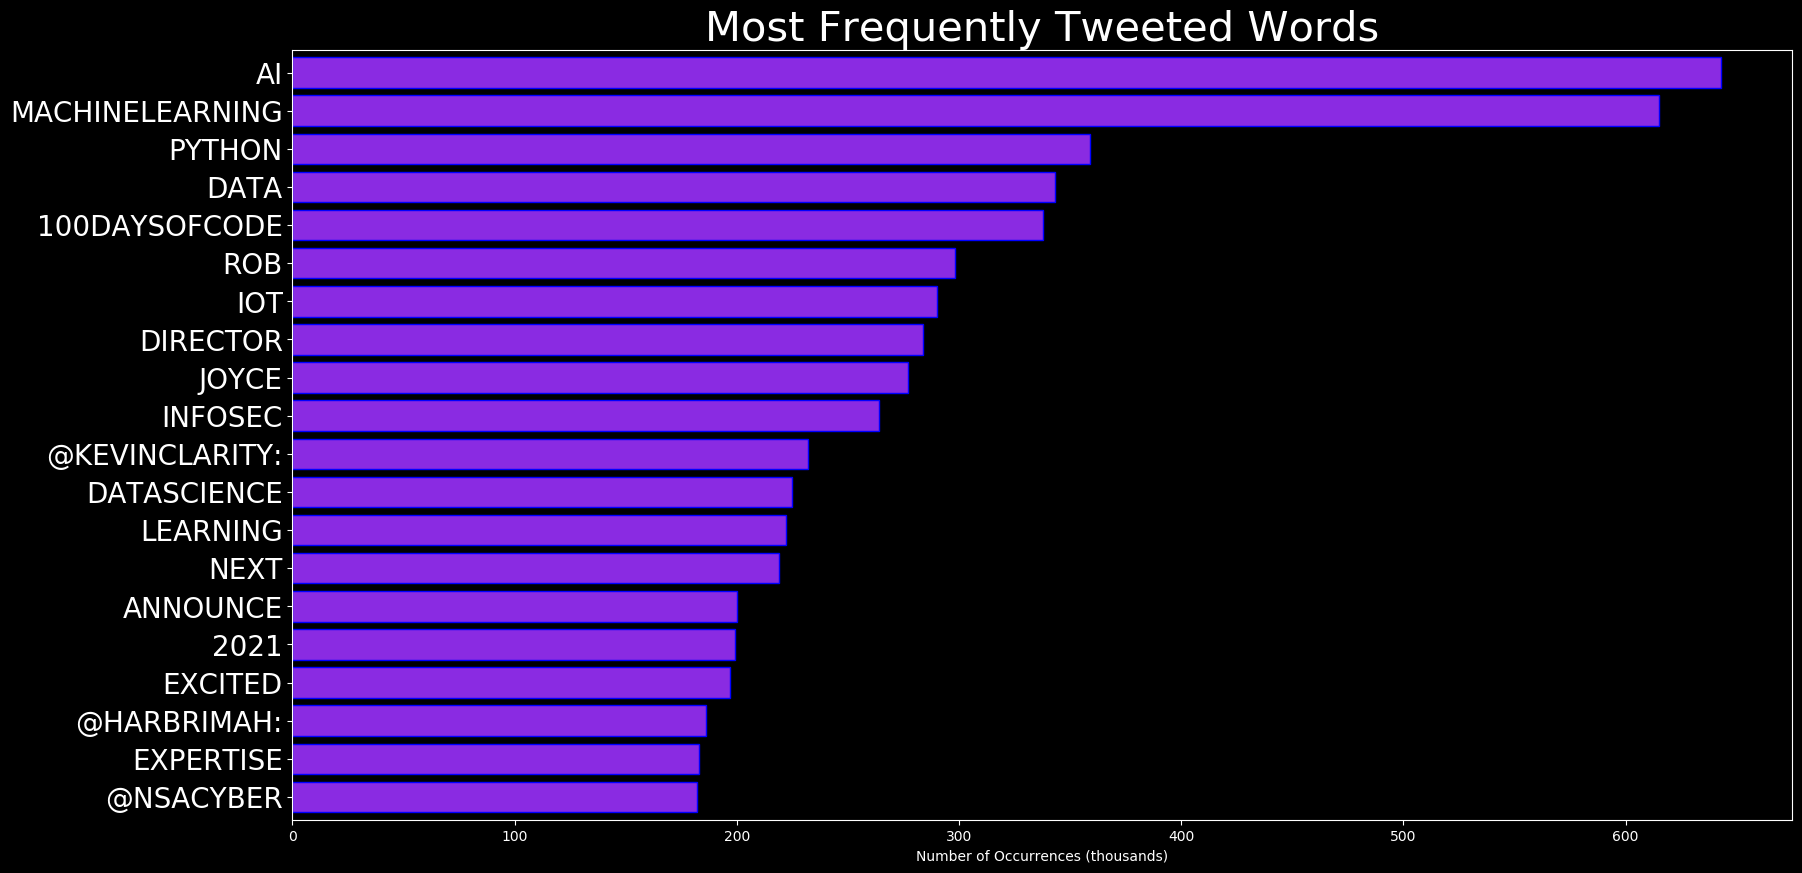 Most Frequently Tweeted Words
AI
MACHINELEARNING
PYTHON
DATA
100DAYSOFCODE
ROB
IOT
DIRECTOR
JOYCE
INFOSEC
@KEVINCLARITY:
DATASCIENCE
LEARNING
NEXT
ANNOUNCE
2021
EXCITED
@HARBRIMAH:
EXPERTISE
@NSACYBER
0 100 200 300 400 500 600
Number of Occurrences (thousands)